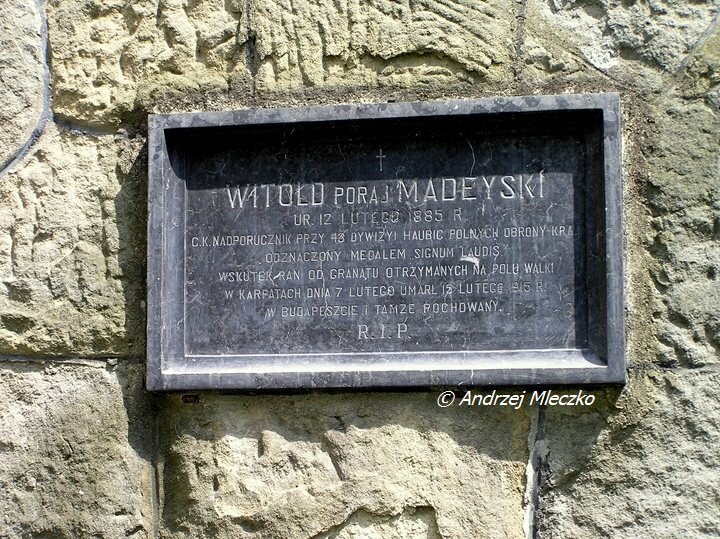 WITOLD PORAJ MADEYSKI
UR. 12 LUTEGO 1885 R.
C.K. NADPORUCZNIK PRZY 43 DYWIZYI HAUBIC POLNYCH OBRONY KRA.
ODZNACZONY MEDALEM SIGNUM LAUDIS
WSKUTEK RAN OD GRANATU OTRZYMANYCH NA POLU WALKI
W KARPATACH DNIA 7 LUTEGO UMARŁ LUTEGO 1915 R.
W BUDAPESZCIE I TAMŻE POCHOWANY.
R.I.P.
© Andrzej Mleczko